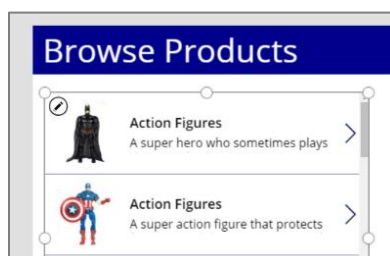 Browse Products
Action Figures
A super hero who sometimes plays
Action Figures
A super action figure that protects